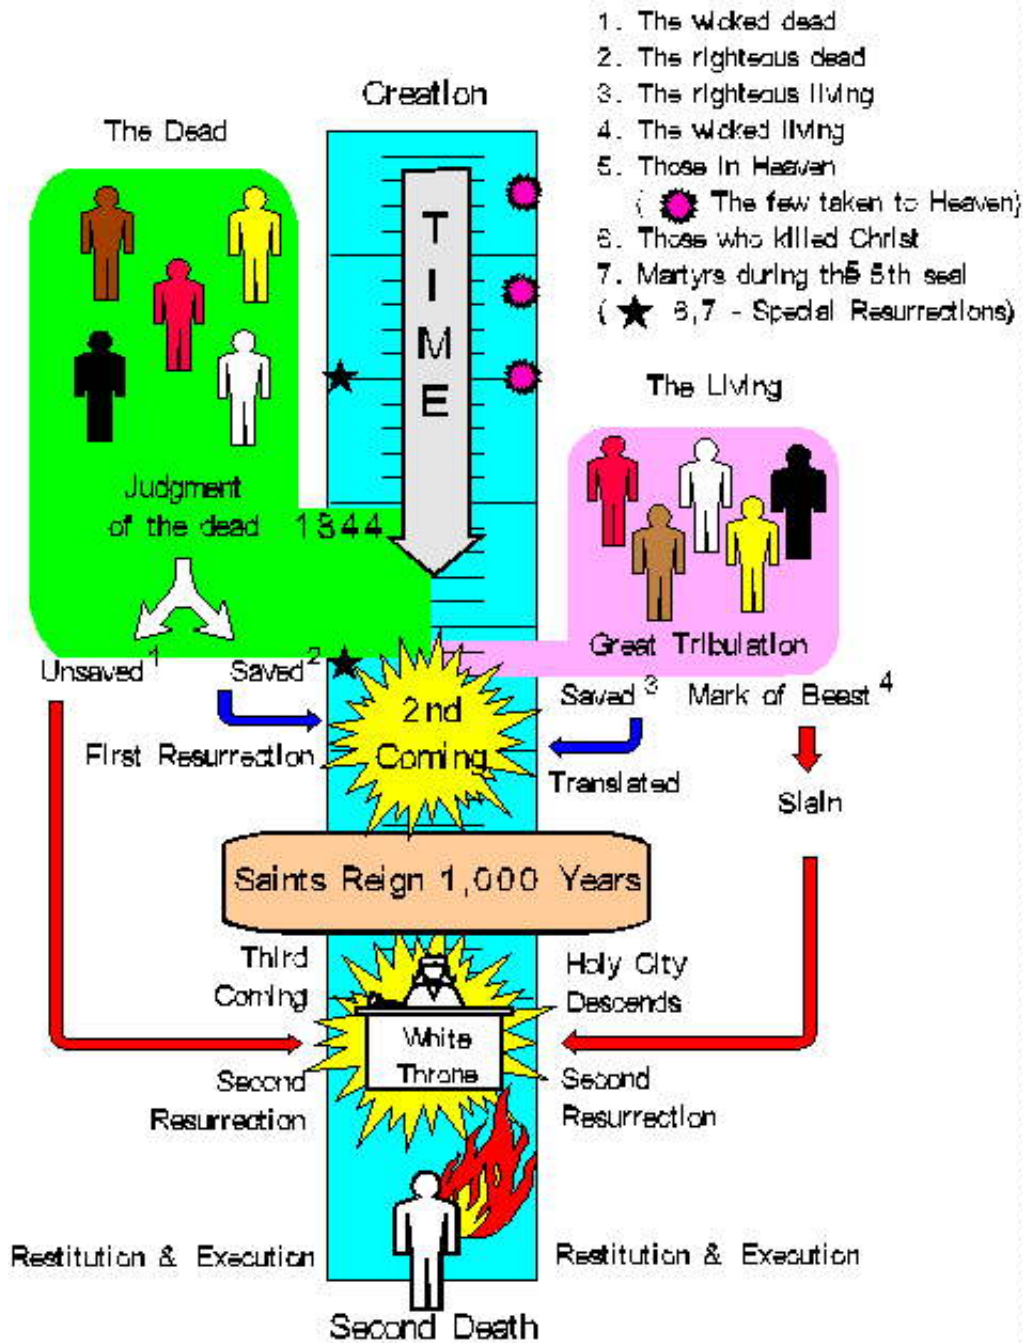 1. The wicked dead
2. The righteous dead
3. The righteous living
4. The wicked living
5. Those in Heaven
( The few taken to Heaven)
6. Those who killed Christ
7. Martyrs during the 5th seal
( 6,7 - Special Resurrections)
Creation
The Dead
TIME
The Living
Judgment
of the dead 1844
Great Tribulation
Unsaved 1
Saved 2
Saved 3
Mark of Beast 4
2nd
Coming
First Resurrection
Translated
Slain
Saints Reign 1,000 Years
Third
Coming
Holy City
Descends
White
Throne
Second
Resurrection
Second
Resurrection
Restitution & Execution
Restitution & Execution
Second Death